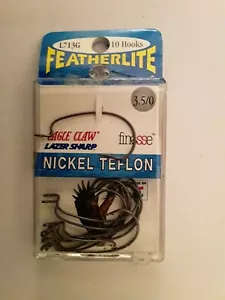 L713G 10 Hooks
FEATHERLITE
3.5/0
EAGLE CLAW
LAZER SHARP
finesse
NICKEL TEFLON